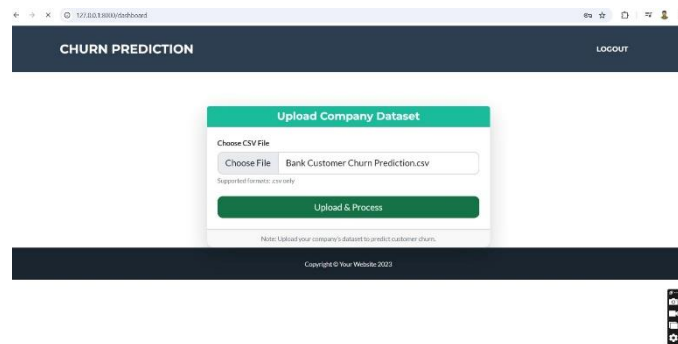 127.0.0.1:8000/dashboard
CHURN PREDICTION
LOGOUT
Upload Company Dataset
Choose CSV File
Choose File Bank Customer Churn Prediction.csv
Supported formats: .csv only
Upload & Process
Note: Upload your company's dataset to predict customer churn.
Copyright © Your Website 2023